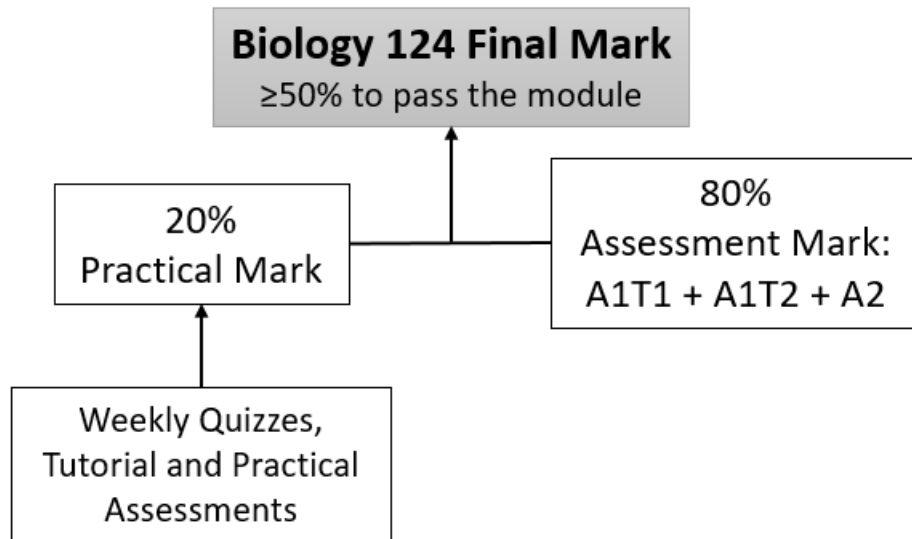 Biology 124 Final Mark
≥50% to pass the module
20%
Practical Mark
80%
Assessment Mark:
A1T1 + A1T2 + A2
Weekly Quizzes,
Tutorial and Practical
Assessments